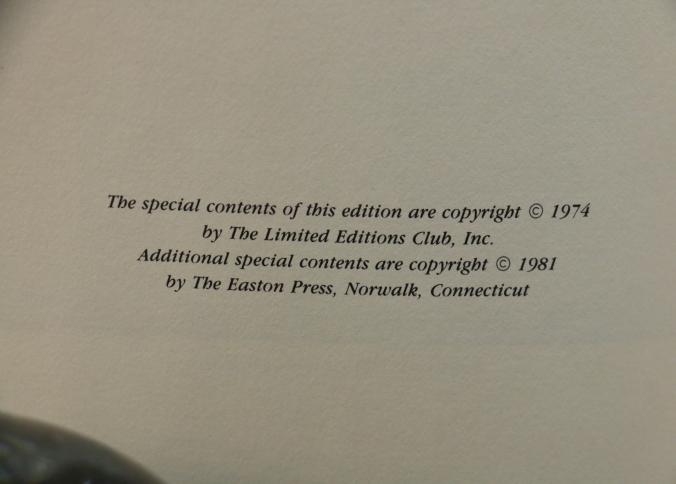 The special contents of this edition are copyright © 1974
by The Limited Editions Club, Inc.
Additional special contents are copyright © 1981
by The Easton Press, Norwalk, Connecticut